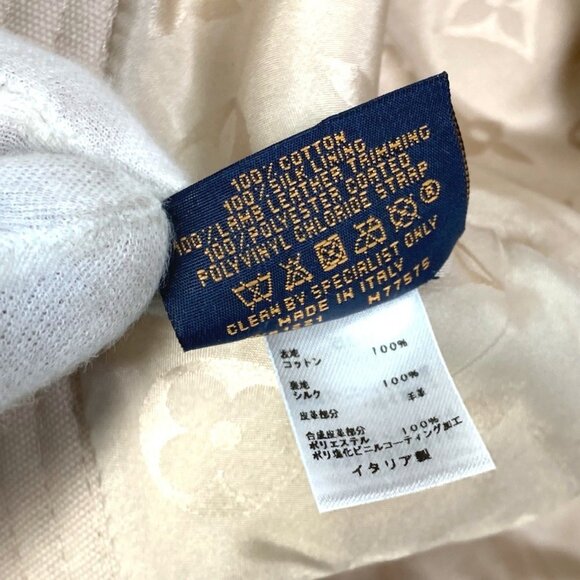 100% COTTON
100% SILK LINING
100% LAMB LEATHER TRIMMING
100% POLYESTER COATED
POLYVINYL CHLORIDE STRAP
CLEAN BY SPECIALIST ONLY
MADE IN ITALY
M77575
表地
コットン 100%
裏地
シルク 100%
皮革部分 羊革
合成皮革部分
ポリエステル 100%
ポリ塩化ビニルコーティング加工
イタリア製